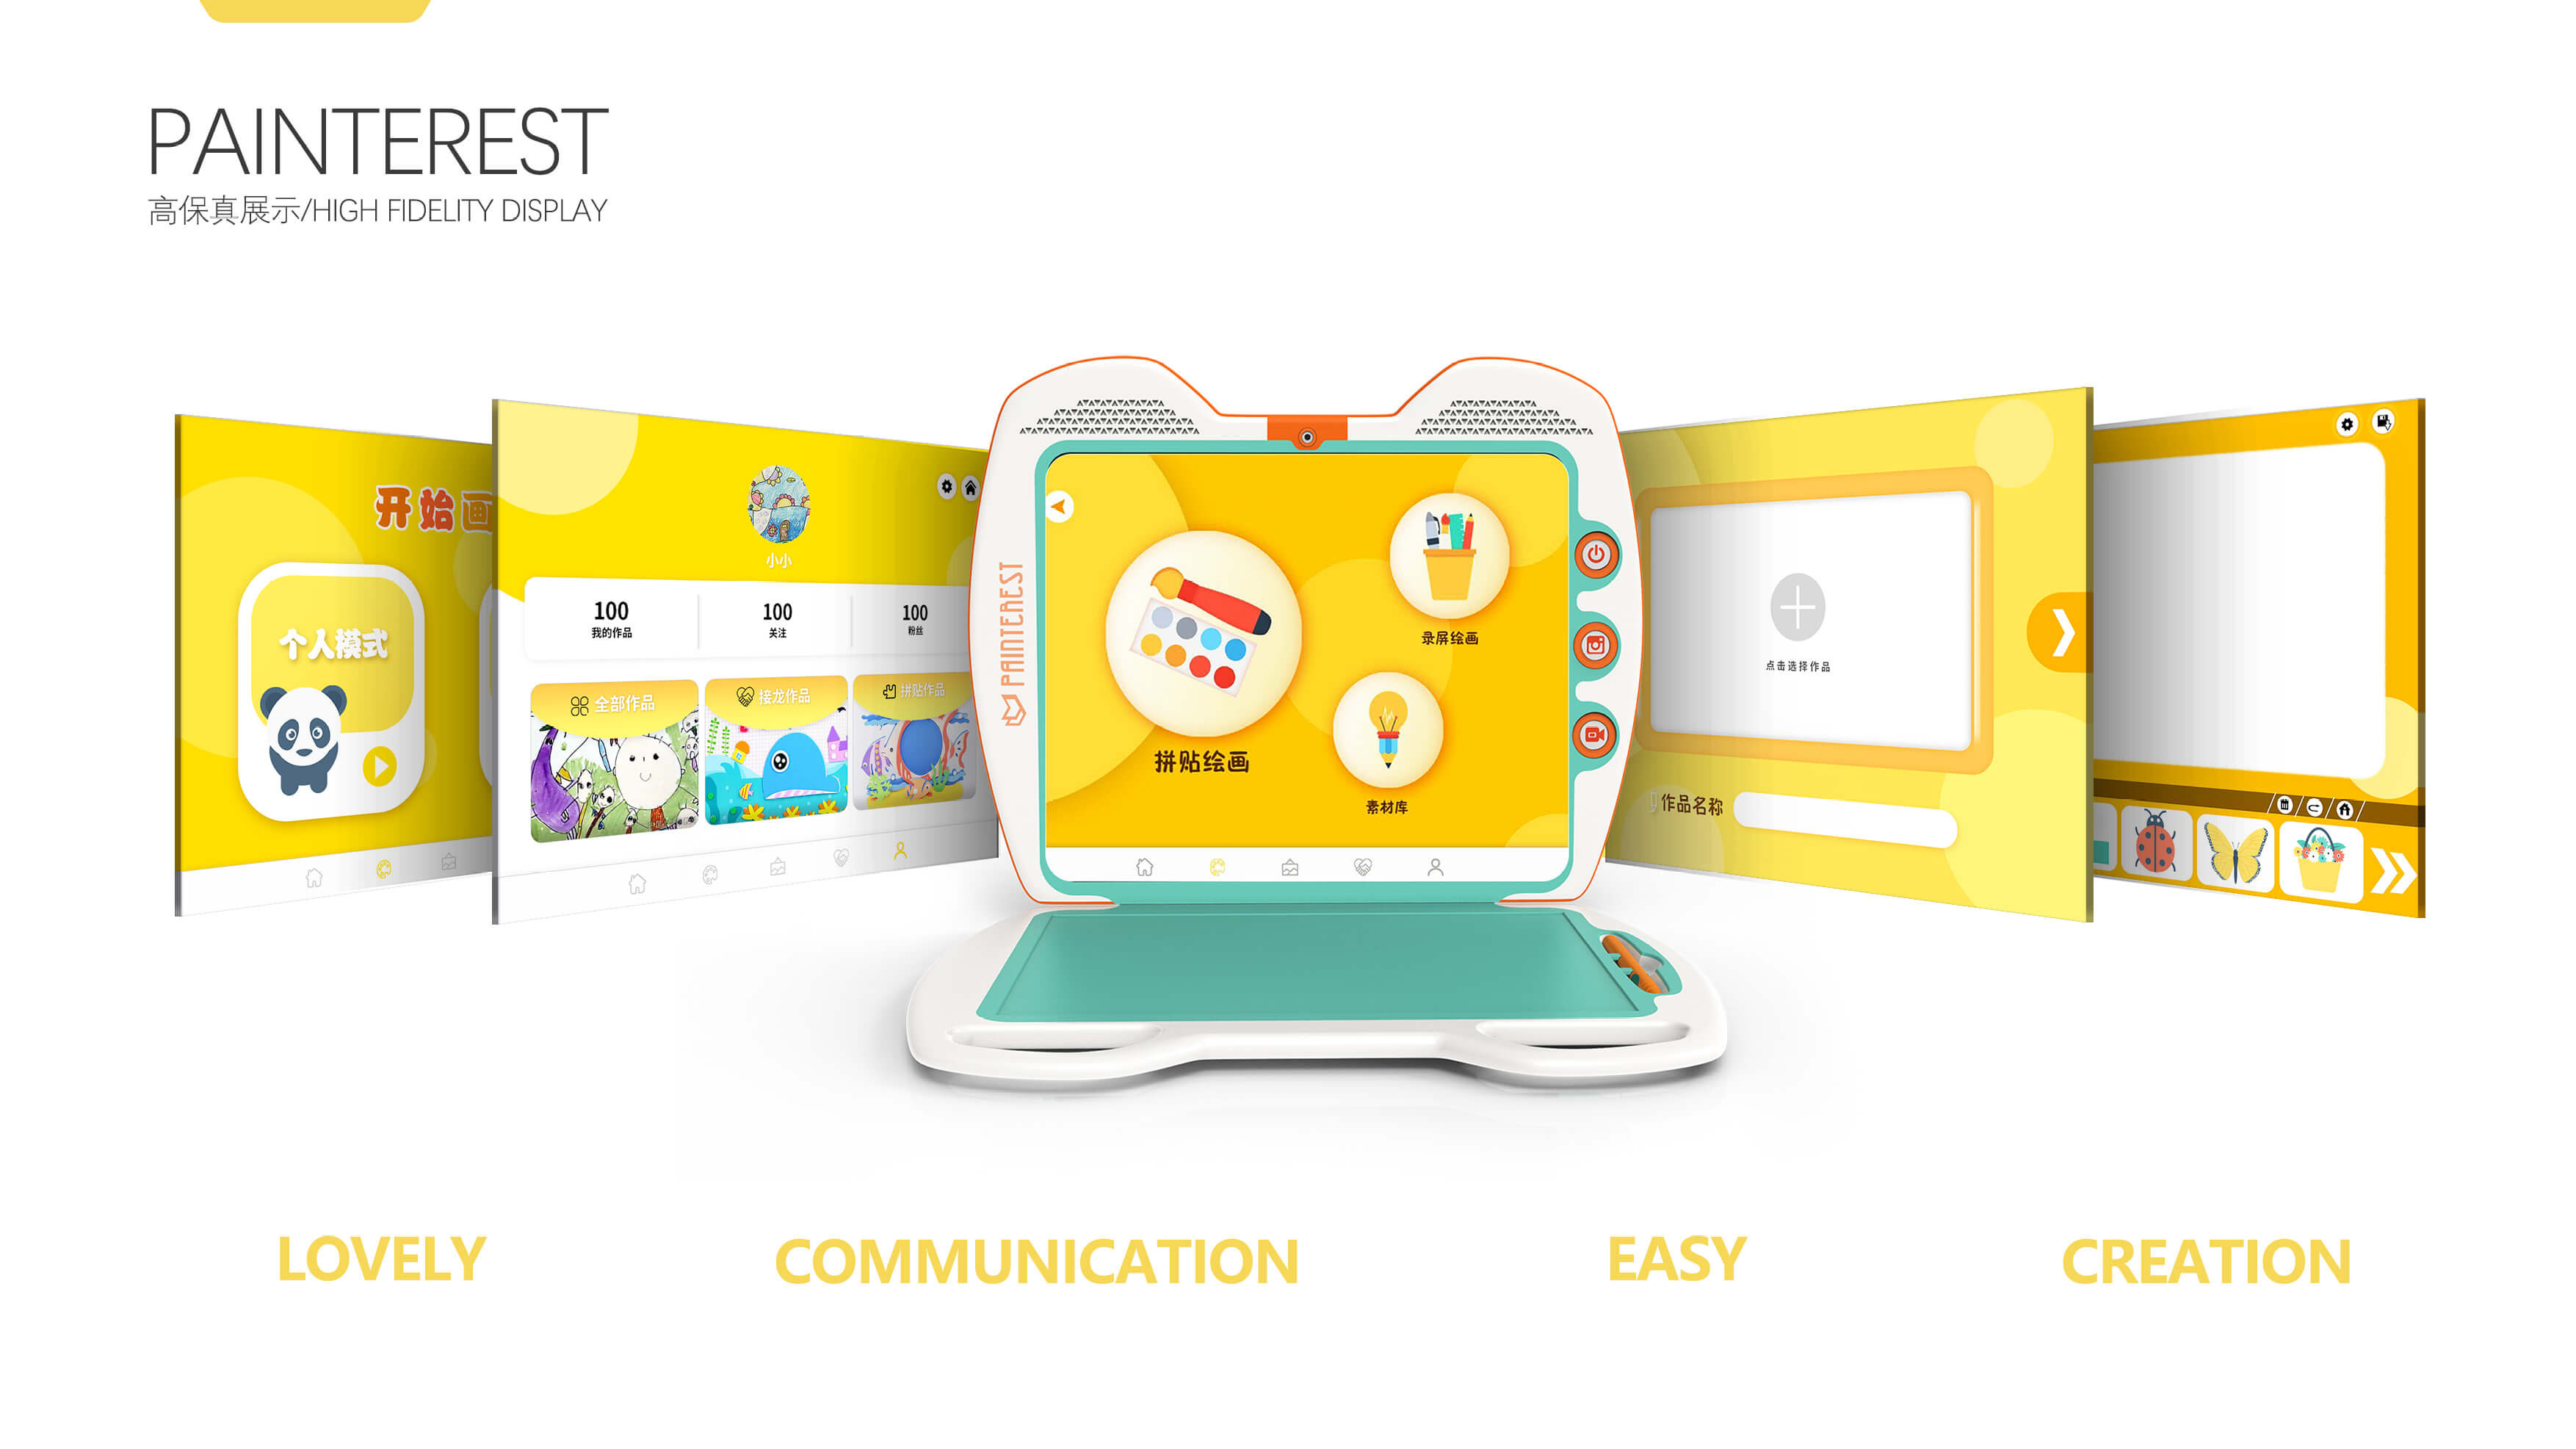 PAINTEREST
高保真展示/HIGH FIDELITY DISPLAY
开始画
个人模式
小小
100
我的作品
100
关注
100
粉丝
全部作品
接龙作品
拼贴作品
PAINTEREST
拼贴绘画
录屏绘画
素材库
点击选择作品
作品名称
LOVELY
COMMUNICATION
EASY
CREATION